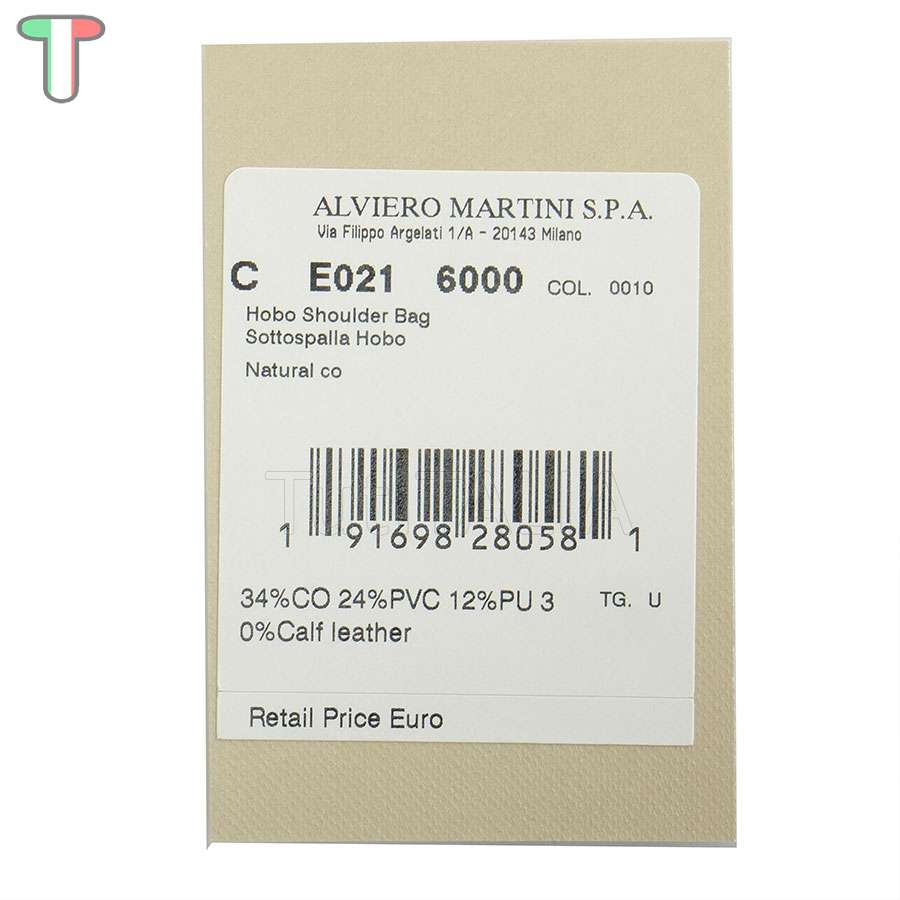 T
ALVIERO MARTINI S.P.A.
Via Filippo Argelati 1/A - 20143 Milano
C E021 6000 COL. 0010
Hobo Shoulder Bag
Sottospalla Hobo
Natural co
1 91698 28058 1
34%CO 24%PVC 12%PU 3 TG. U
0%Calf leather
Retail Price Euro